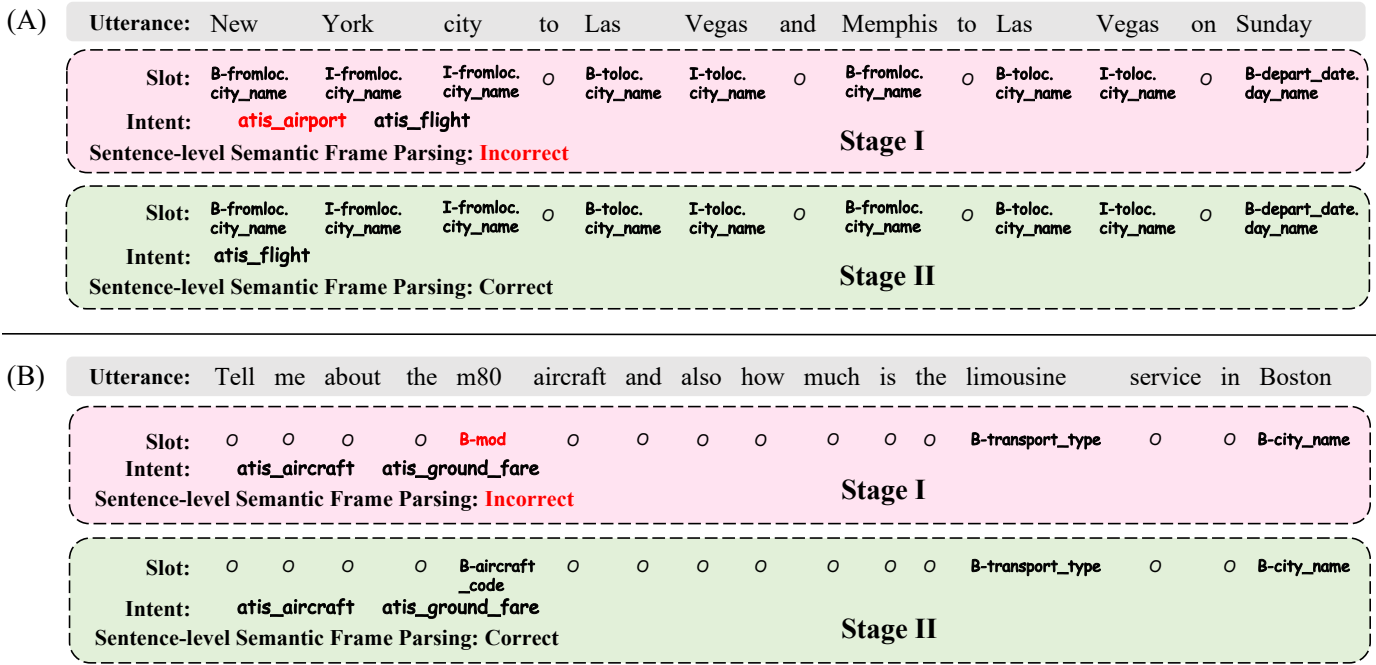 (A) Utterance: New York city to Las Vegas and Memphis to Las Vegas on Sunday
Slot: B-fromloc. I-fromloc. I-fromloc. O B-toloc. I-toloc. O B-fromloc. O B-toloc. I-toloc. O B-depart_date.
city_name city_name city_name city_name city_name city_name city_name city_name day_name
Intent: atis_airport atis_flight
Sentence-level Semantic Frame Parsing: Incorrect
Stage I
Slot: B-fromloc. I-fromloc. I-fromloc. O B-toloc. I-toloc. O B-fromloc. O B-toloc. I-toloc. O B-depart_date.
city_name city_name city_name city_name city_name city_name city_name city_name day_name
Intent: atis_flight
Sentence-level Semantic Frame Parsing: Correct
Stage II
(B) Utterance: Tell me about the m80 aircraft and also how much is the limousine service in Boston
Slot: O O O O B-mod O O O O O O O B-transport_type O O B-city_name
Intent: atis_aircraft atis_ground_fare
Sentence-level Semantic Frame Parsing: Incorrect
Stage I
Slot: O O O O B-aircraft O O O O O O O B-transport_type O O B-city_name
_code
Intent: atis_aircraft atis_ground_fare
Sentence-level Semantic Frame Parsing: Correct
Stage II